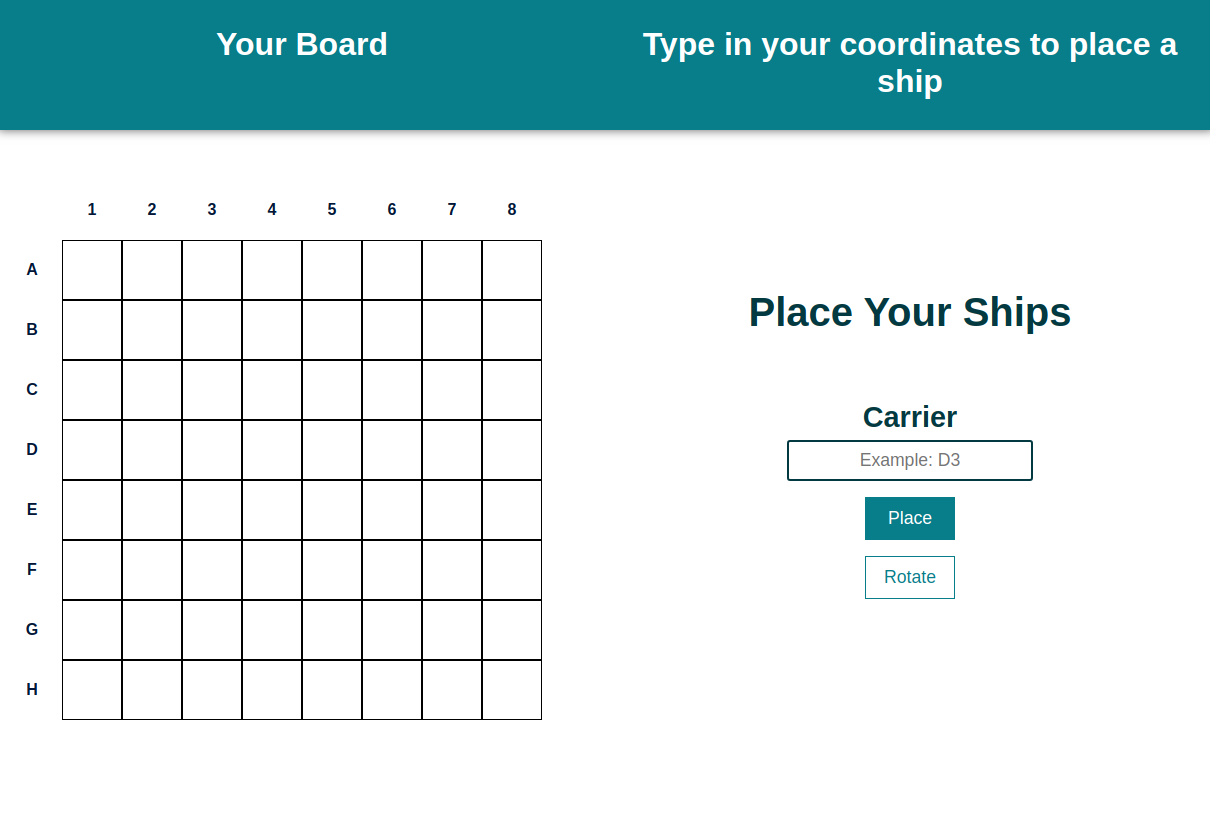 Your Board
Type in your coordinates to place a
ship
1 2 3 4 5 6 7 8
A
B
C
D
E
F
G
H
Place Your Ships
Carrier
Example: D3
Place
Rotate